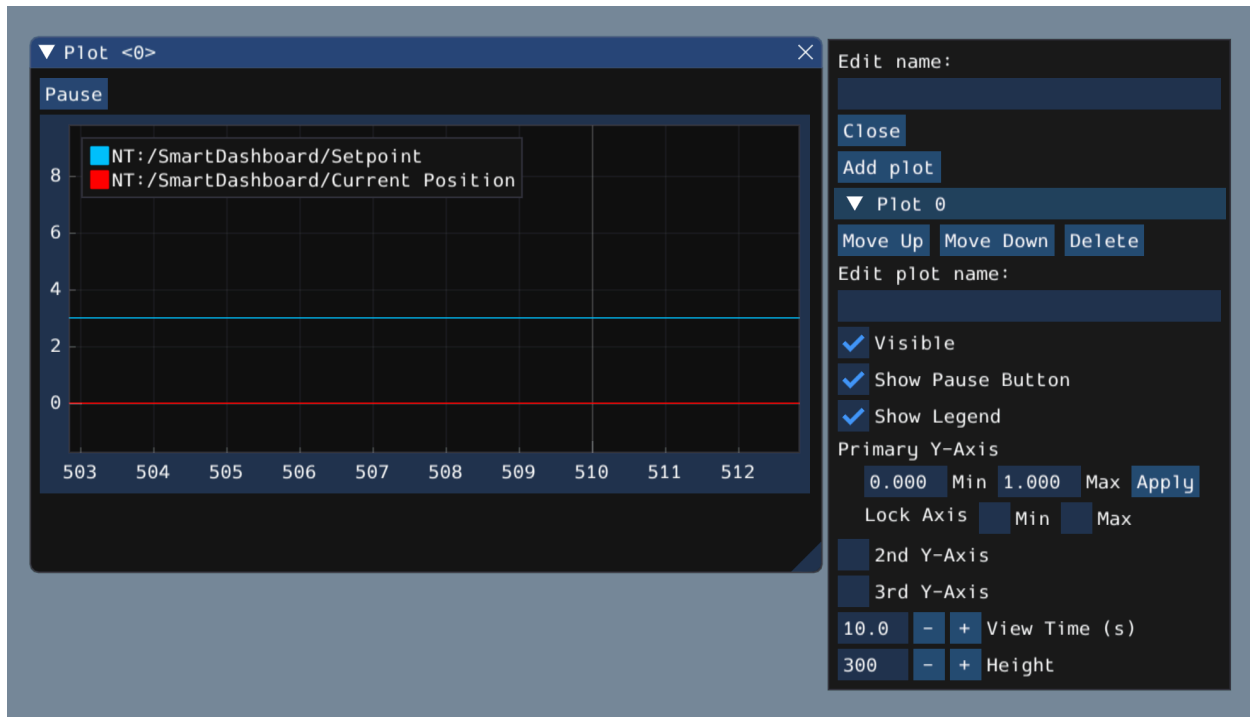 Plot <0>
Pause
NT:/SmartDashboard/Setpoint
NT:/SmartDashboard/Current Position
8
6
4
2
0
503 504 505 506 507 508 509 510 511 512
Edit name:
Close
Add plot
Plot 0
Move Up Move Down Delete
Edit plot name:
Visible
Show Pause Button
Show Legend
Primary Y-Axis
0.000 Min 1.000 Max Apply
Lock Axis Min Max
2nd Y-Axis
3rd Y-Axis
10.0 - + View Time (s)
300 - + Height